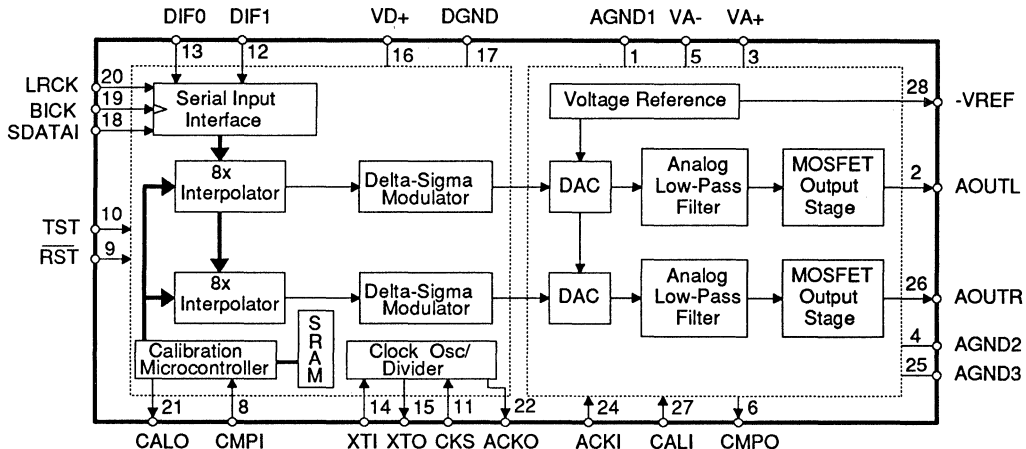 DIF0 DIF1 VD+ DGND AGND1 VA- VA+
13 12 16 17 1 5 3
LRCK 20
BICK 19
SDATAI 18
Serial Input
Interface
Voltage Reference
28 -VREF
8x
Interpolator
Delta-Sigma
Modulator
DAC
Analog
Low-Pass
Filter
MOSFET
Output
Stage
2 AOUTL
TST 10
RST 9
8x
Interpolator
Delta-Sigma
Modulator
DAC
Analog
Low-Pass
Filter
MOSFET
Output
Stage
26 AOUTR
4 AGND2
25 AGND3
Calibration
Microcontroller
SRAM
Clock Osc/
Divider
21 8 14 15 11 22 24 27 6
CALO CMPI XTI XTO CKS ACKO ACKI CALI CMPO